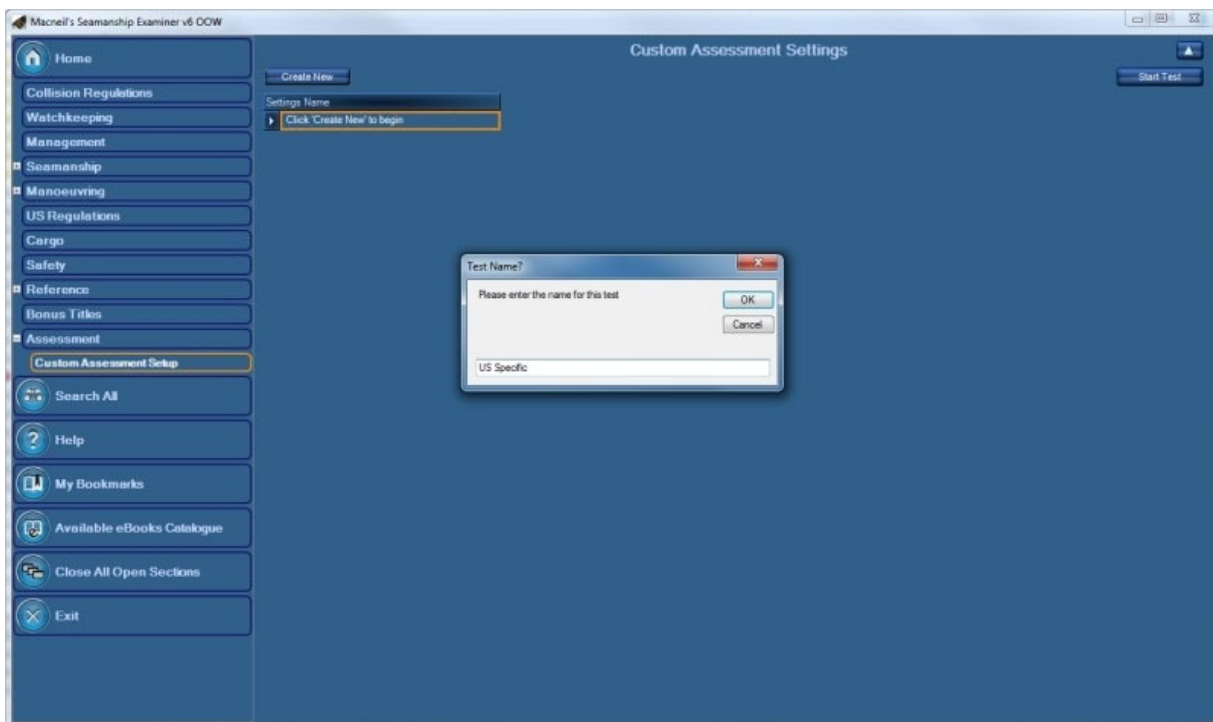 Macneil's Seamanship Examiner v6 OOW
Home
Collision Regulations
Watchkeeping
Management
Seamanship
Manoeuvring
US Regulations
Cargo
Safety
Reference
Bonus Titles
Assessment
Custom Assessment Setup
Search All
Help
My Bookmarks
Available eBooks Catalogue
Close All Open Sections
Exit
Custom Assessment Settings
Create New
Start Test
Settings Name
Click 'Create New' to begin
Test Name?
Please enter the name for this test
OK
Cancel
US Specific